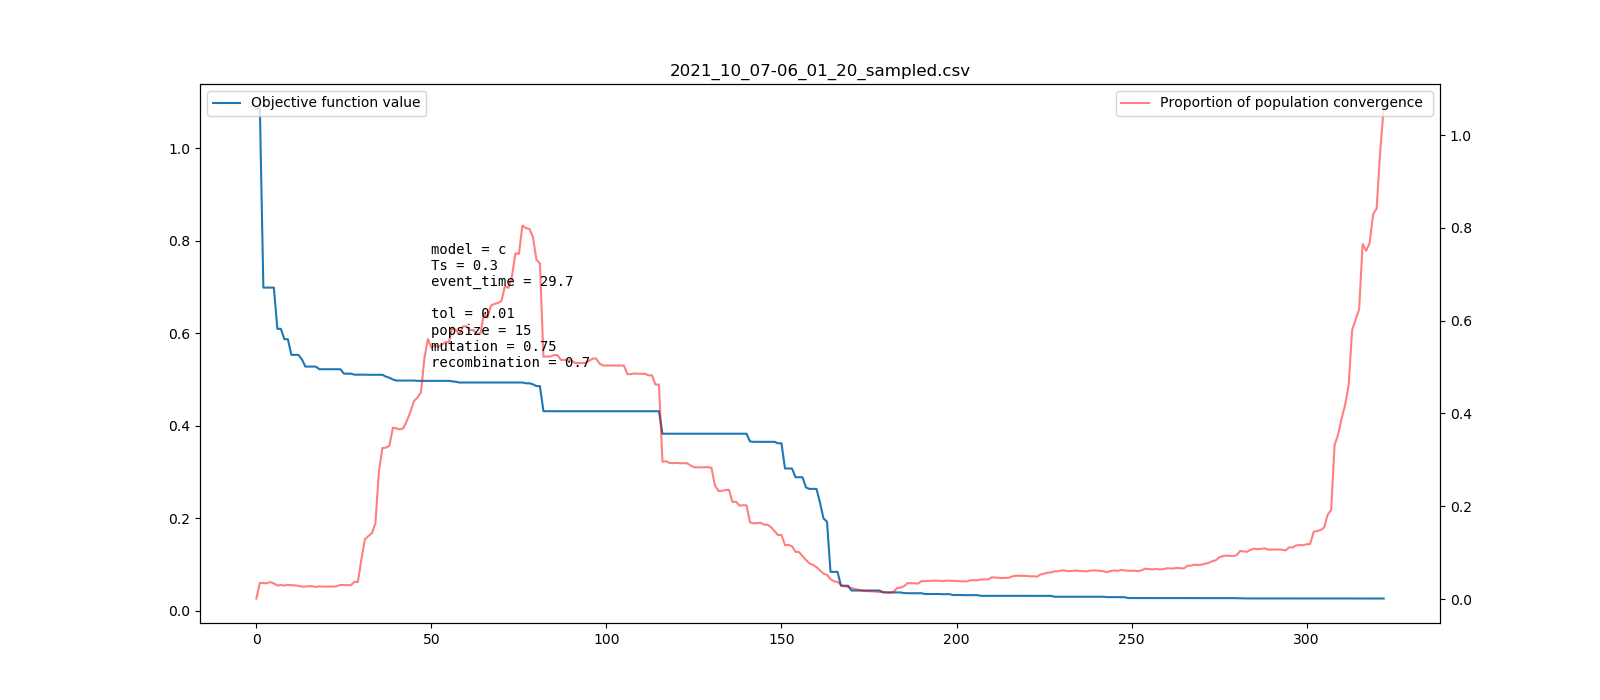 2021_10_07-06_01_20_sampled.csv
Objective function value
Proportion of population convergence
1.0
0.8
0.6
0.4
0.2
0.0
model = c
Ts = 0.3
event_time = 29.7
tol = 0.01
popsize = 15
mutation = 0.75
recombination = 0.7
1.0
0.8
0.6
0.4
0.2
0.0
0 50 100 150 200 250 300